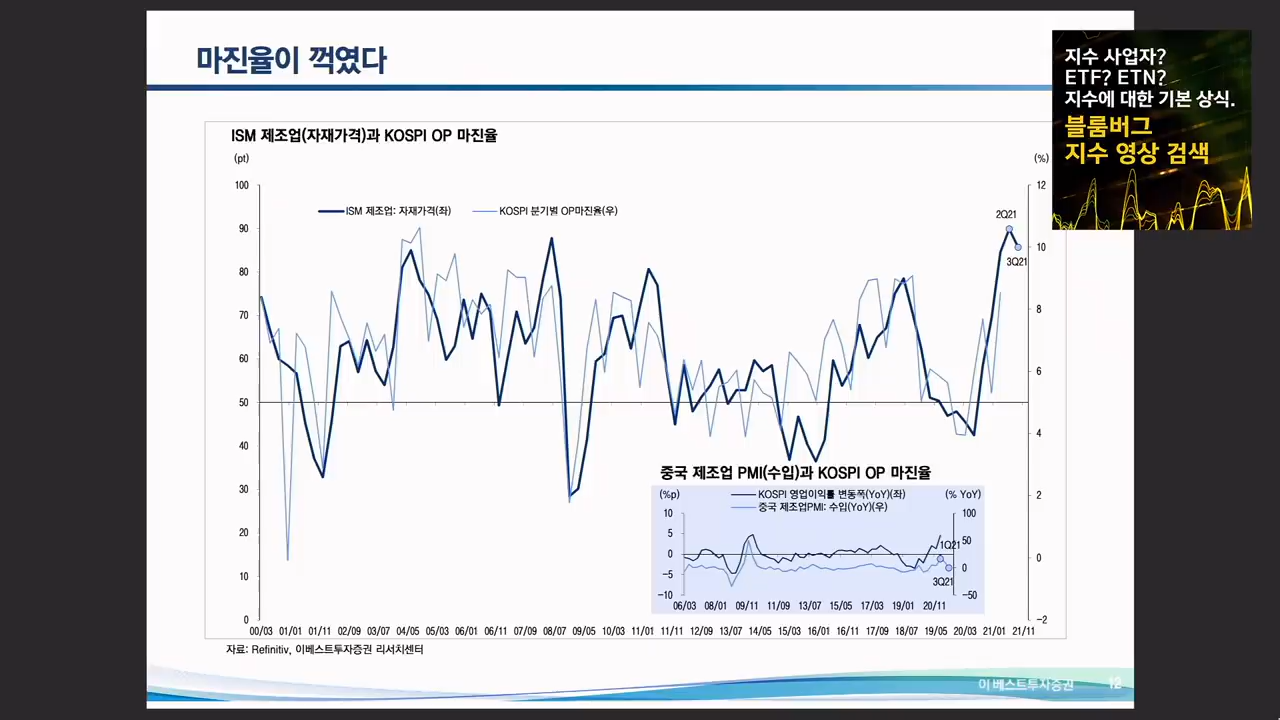 마진율이 꺽였다
지수 사업자?
ETF? ETN?
지수에 대한 기본 상식.
블룸버그
지수 영상 검색
ISM 제조업(자재가격)과 KOSPI OP 마진율
(pt)
(%)
ISM 제조업: 자재가격(좌)
KOSPI 분기별 OP마진율(우)
100
90
80
70
60
50
40
30
20
10
0
12
10
8
6
4
2
0
-2
2Q21
3Q21
중국 제조업 PMI(수입)과 KOSPI OP 마진율
(%p)
(% YoY)
KOSPI 영업이익률 변동폭(YoY)(좌)
중국 제조업PMI: 수입(YoY)(우)
10
5
0
-5
-10
100
50
0
-50
1Q21
3Q21
06/03 08/01 09/11 11/09 13/07 15/05 17/03 19/01 20/11
00/03 01/01 01/11 02/09 03/07 04/05 05/03 06/01 06/11 07/09 08/07 09/05 10/03 11/01 11/11 12/09 13/07 14/05 15/03 16/01 16/11 17/09 18/07 19/05 20/03 21/01 21/11
자료: Refinitiv, 이베스트투자증권 리서치센터
이베스트투자증권
12